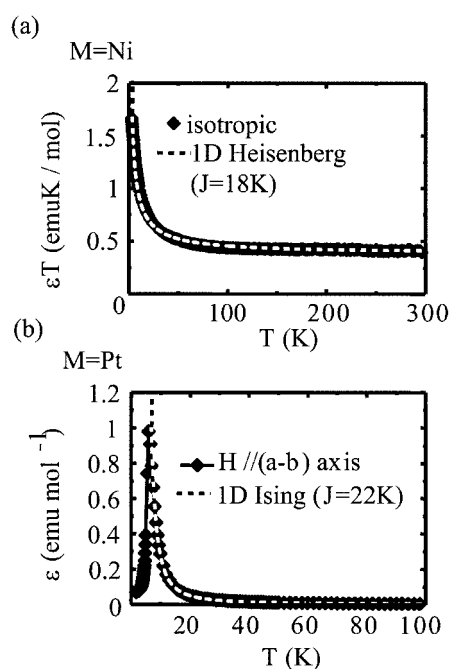 (a)
M=Ni
εT (emuK / mol)
2
1.5
1
0.5
0
isotropic
1D Heisenberg
(J=18K)
0 100 200 300
T (K)
(b)
M=Pt
ε (emu mol -1)
1.2
1
0.8
0.6
0.4
0.2
0
H //(a-b) axis
1D Ising (J=22K)
20 40 60 80 100
T (K)